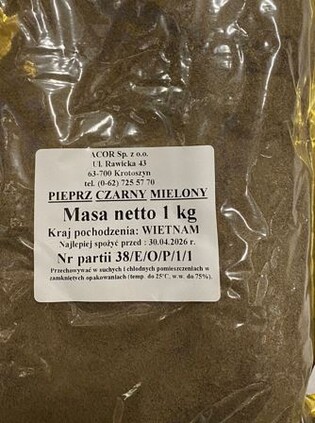 ACOR Sp. z o.o.
Ul. Rawicka 43
63-700 Krotoszyn
tel. (0-62) 725 57 70
PIEPRZ CZARNY MIELONY
Masa netto 1 kg
Kraj pochodzenia: WIETNAM
Najlepiej spożyć przed : 30.04.2026 r.
Nr partii 38/E/O/P/1/1
Przechowywać w suchych i chłodnych pomieszczeniach w
zamkniętych opakowaniach (temp. do 25°C, w.w. do 75%).